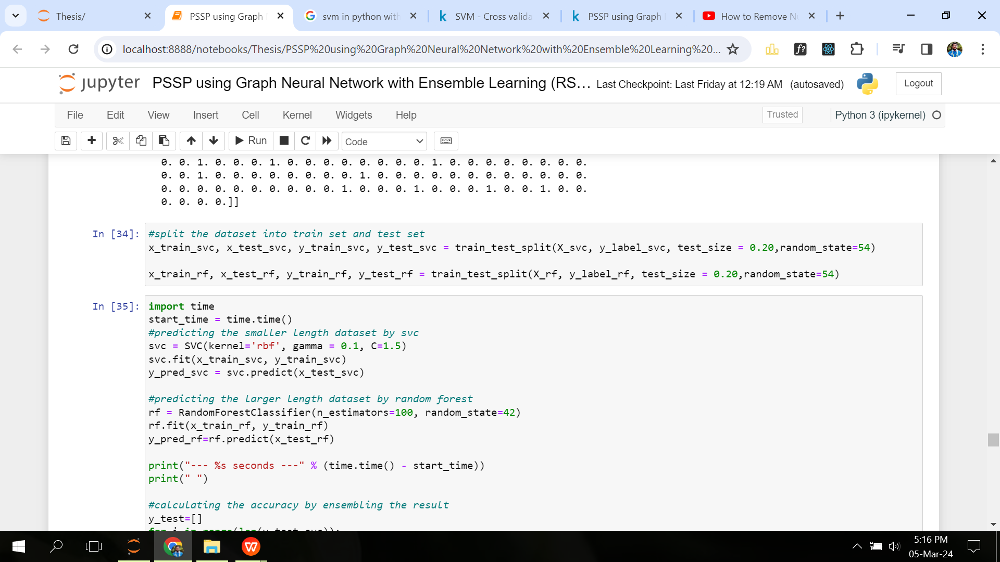 Thesis/
PSSP using Graph
svm in python with
SVM - Cross valida
PSSP using Graph
How to Remove N
localhost:8888/notebooks/Thesis/PSSP%20using%20Graph%20Neural%20Network%20with%20Ensemble%20Learning%20...
jupyter PSSP using Graph Neural Network with Ensemble Learning (RS... Last Checkpoint: Last Friday at 12:19 AM (autosaved) Logout
File Edit View Insert Cell Kernel Widgets Help Trusted Python 3 (ipykernel)
Run Code
0. 0. 1. 0. 0. 0. 1. 0. 0. 0. 0. 0. 0. 0. 0. 1. 0. 0. 0. 0. 0. 0. 0. 0.
0. 0. 1. 0. 0. 0. 0. 0. 0. 0. 0. 1. 0. 0. 0. 0. 0. 0. 0. 0. 0. 0. 0. 0.
0. 0. 0. 0. 0. 0. 0. 0. 0. 0. 1. 0. 0. 0. 1. 0. 0. 0. 1. 0. 0. 1. 0. 0.
0. 0. 0. 0.]]
In [34]: #split the dataset into train set and test set
x_train_svc, x_test_svc, y_train_svc, y_test_svc = train_test_split(X_svc, y_label_svc, test_size = 0.20,random_state=54)
x_train_rf, x_test_rf, y_train_rf, y_test_rf = train_test_split(X_rf, y_label_rf, test_size = 0.20,random_state=54)
In [35]: import time
start_time = time.time()
#predicting the smaller length dataset by svc
svc = SVC(kernel='rbf', gamma = 0.1, C=1.5)
svc.fit(x_train_svc, y_train_svc)
y_pred_svc = svc.predict(x_test_svc)
#predicting the larger length dataset by random forest
rf = RandomForestClassifier(n_estimators=100, random_state=42)
rf.fit(x_train_rf, y_train_rf)
y_pred_rf=rf.predict(x_test_rf)
print("--- %s seconds ---" % (time.time() - start_time))
print(" ")
#calculating the accuracy by ensembling the result
y_test=[]
for i in range(len(y_test_svc)):
5:16 PM
05-Mar-24